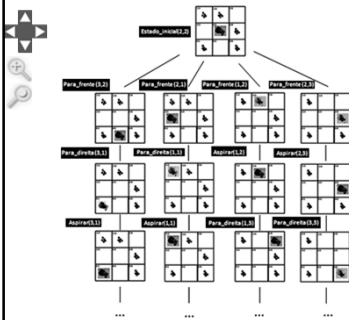 Estado_inicial(2,2)
Para_frente(3,2) Para_frente(2,1) Para_frente(1,2) Para_frente(2,3)
Para_direita(3,1) Para_direita(1,1) Aspirar(1,2) Aspirar(2,3)
Aspirar(3,1) Aspirar(1,1) Para_direita(1,3) Para_direita(3,3)
... ... ... ...